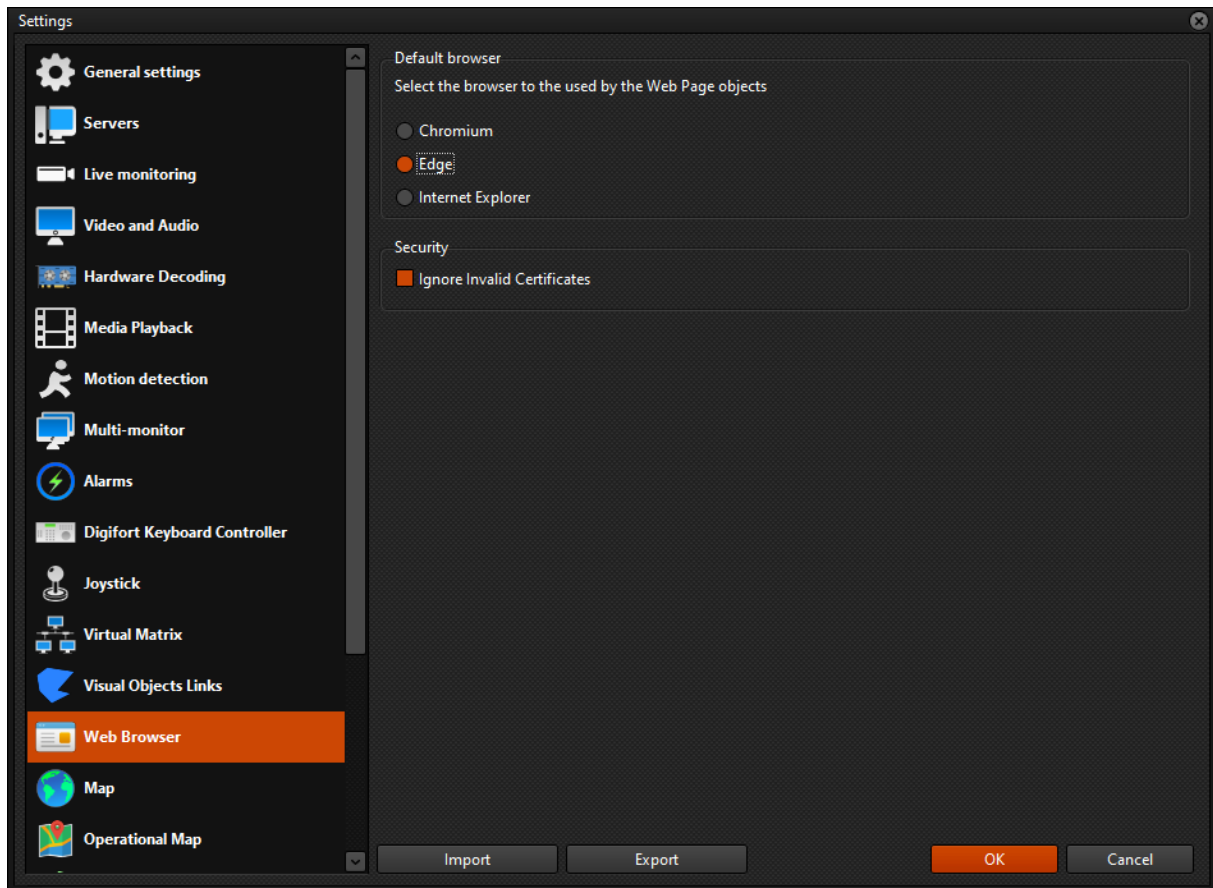 Settings
General settings
Servers
Live monitoring
Video and Audio
Hardware Decoding
Media Playback
Motion detection
Multi-monitor
Alarms
Digifort Keyboard Controller
Joystick
Virtual Matrix
Visual Objects Links
Web Browser
Map
Operational Map
Default browser
Select the browser to the used by the Web Page objects
Chromium
Edge
Internet Explorer
Security
Ignore Invalid Certificates
Import
Export
OK
Cancel